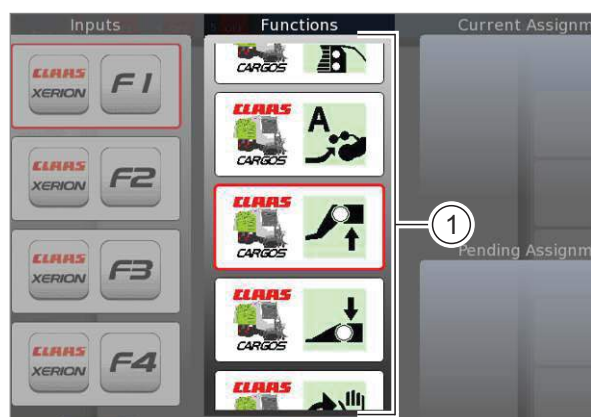 Inputs
Functions
Current Assignm
CLAAS
XERION
F1
CARGOS
CLAAS
CARGOS
A
CLAAS
XERION
F2
CLAAS
CARGOS
1
Pending Assignm
CLAAS
XERION
F3
CLAAS
CARGOS
CLAAS
XERION
F4
CLAAS